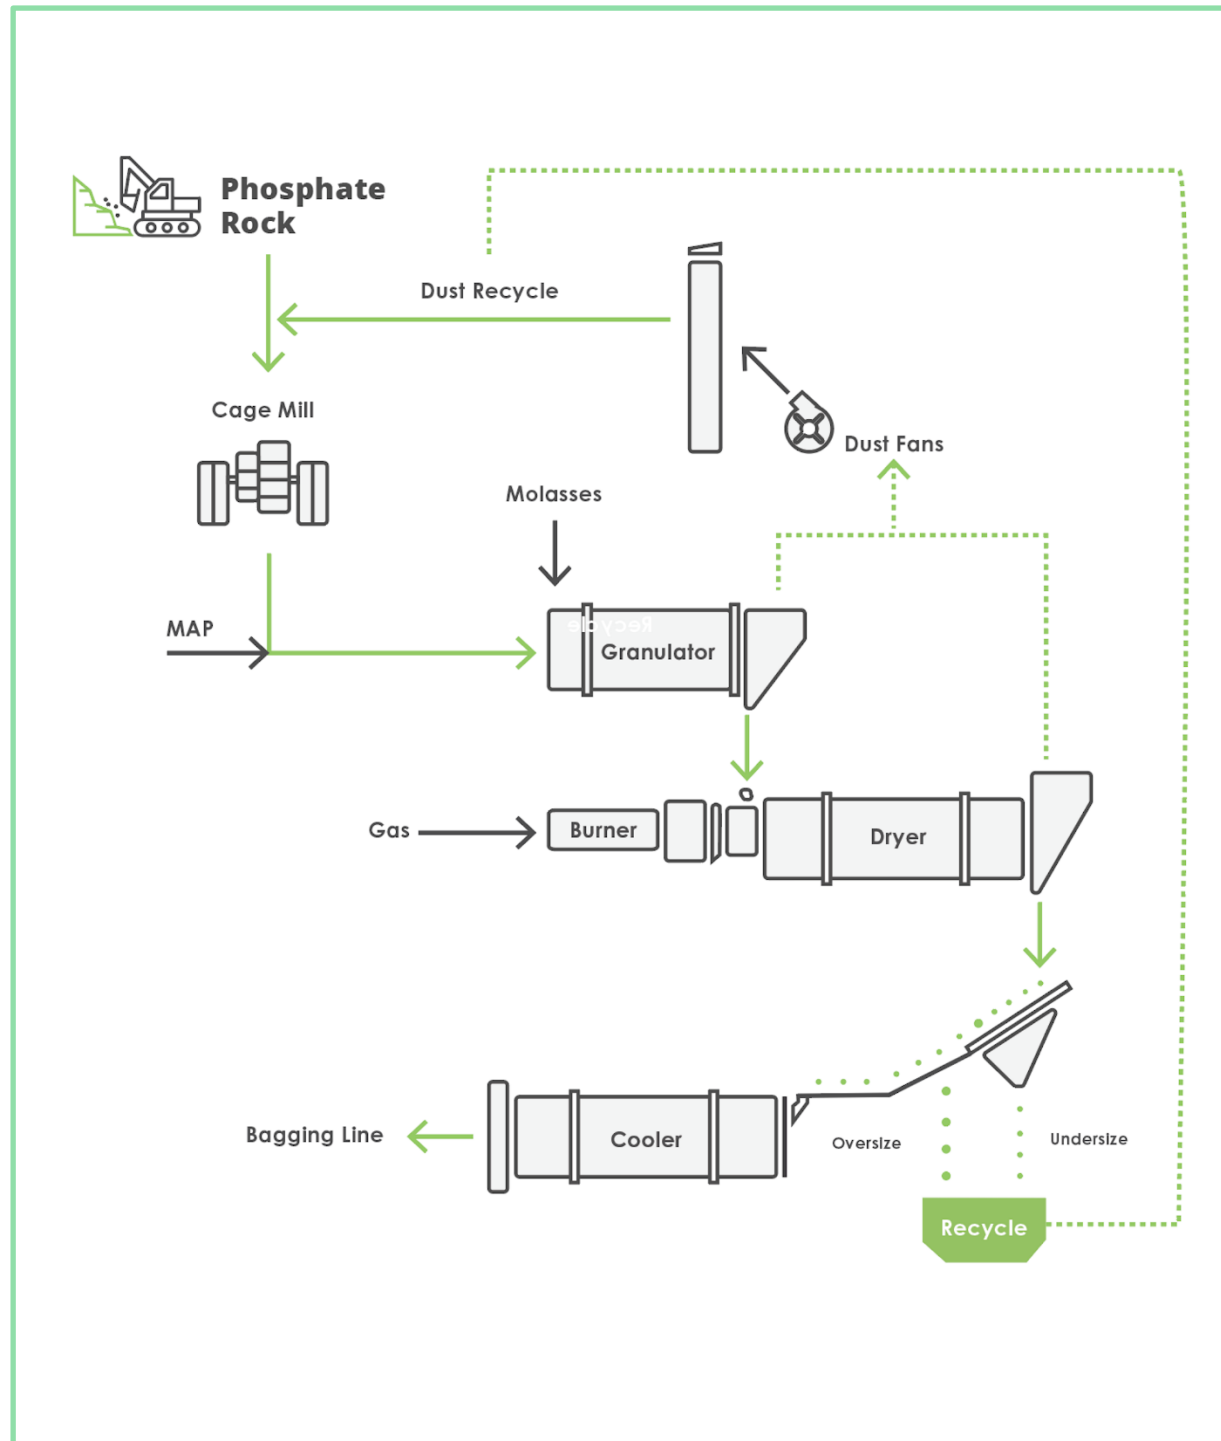 Phosphate
Rock
Dust Recycle
Cage Mill
Dust Fans
Molasses
MAP
Recycle
Granulator
Gas
Burner
Dryer
Bagging Line
Cooler
Oversize
Undersize
Recycle